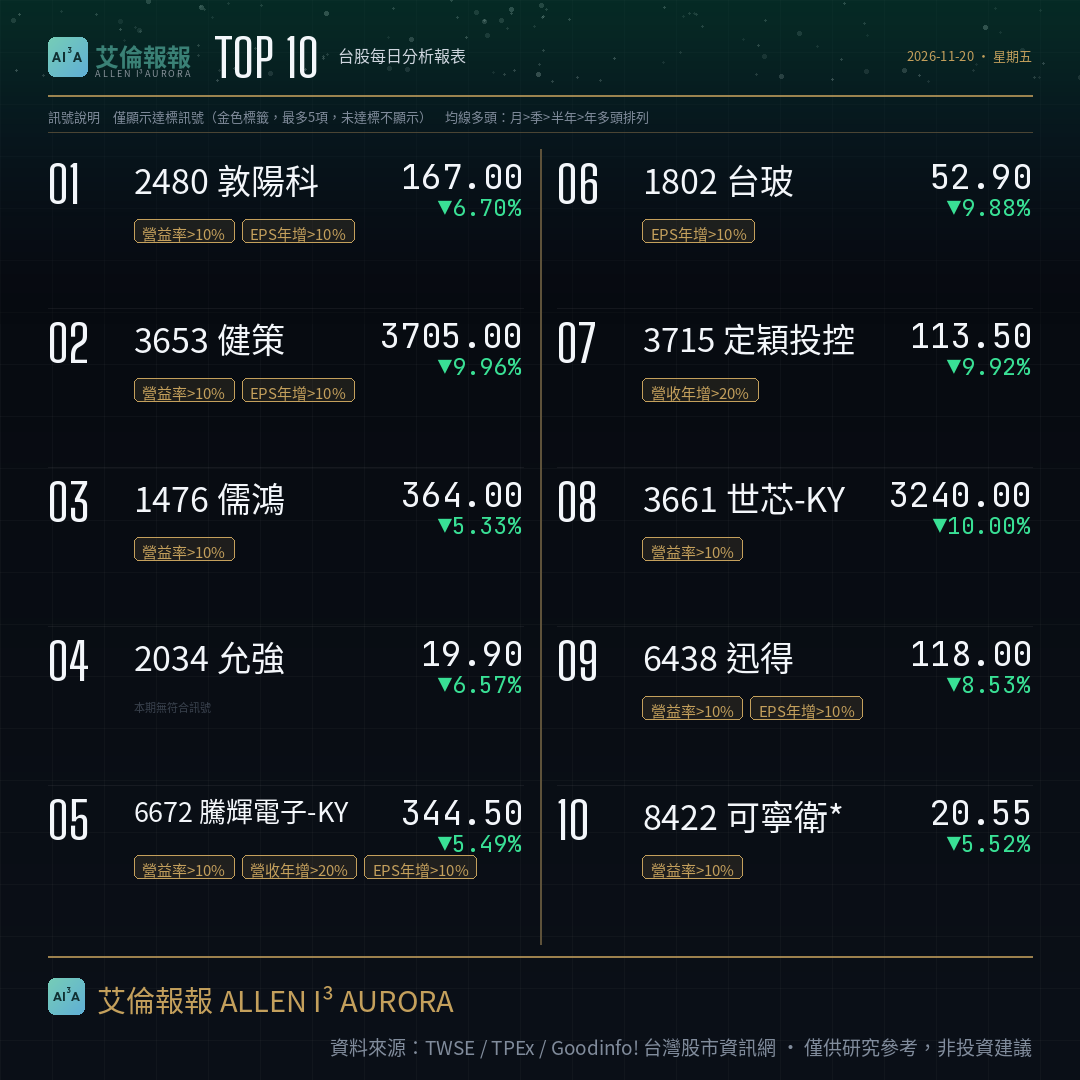 AI³A 艾倫報報 ALLEN I³AURORA TOP 10 台股每日分析報表 2026-11-20 · 星期五
訊號說明 僅顯示達標訊號（金色標籤，最多5項，未達標不顯示） 均線多頭：月>季>半年>年多頭排列
01 2480 敦陽科 167.00
▼6.70%
營益率>10% EPS年增>10%
02 3653 健策 3705.00
▼9.96%
營益率>10% EPS年增>10%
03 1476 儒鴻 364.00
▼5.33%
營益率>10%
04 2034 允強 19.90
▼6.57%
本期無符合訊號
05 6672 騰輝電子-KY 344.50
▼5.49%
營益率>10% 營收年增>20% EPS年增>10%
06 1802 台玻 52.90
▼9.88%
EPS年增>10%
07 3715 定穎投控 113.50
▼9.92%
營收年增>20%
08 3661 世芯-KY 3240.00
▼10.00%
營益率>10%
09 6438 迅得 118.00
▼8.53%
營益率>10% EPS年增>10%
10 8422 可寧衛* 20.55
▼5.52%
營益率>10%
AI³A 艾倫報報 ALLEN I³ AURORA
資料來源：TWSE / TPEx / Goodinfo! 台灣股市資訊網 · 僅供研究參考，非投資建議